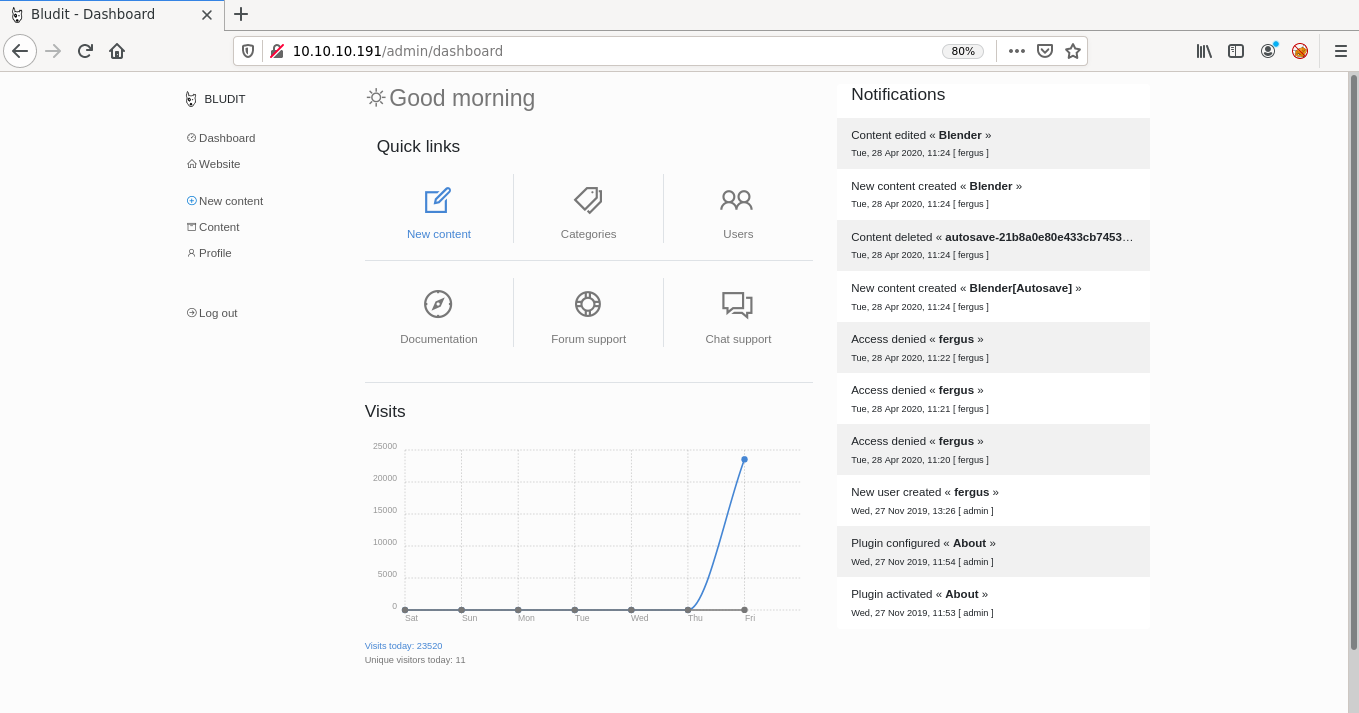 Bludit - Dashboard
10.10.10.191/admin/dashboard
80%
BLUDIT
Dashboard
Website
New content
Content
Profile
Log out
Good morning
Quick links
New content
Categories
Users
Documentation
Forum support
Chat support
Visits
25000
20000
15000
10000
5000
0
Sat Sun Mon Tue Wed Thu Fri
Visits today: 23520
Unique visitors today: 11
Notifications
Content edited « Blender »
Tue, 28 Apr 2020, 11:24 [ fergus ]
New content created « Blender »
Tue, 28 Apr 2020, 11:24 [ fergus ]
Content deleted « autosave-21b8a0e80e433cb7453…
Tue, 28 Apr 2020, 11:24 [ fergus ]
New content created « Blender[Autosave] »
Tue, 28 Apr 2020, 11:24 [ fergus ]
Access denied « fergus »
Tue, 28 Apr 2020, 11:22 [ fergus ]
Access denied « fergus »
Tue, 28 Apr 2020, 11:21 [ fergus ]
Access denied « fergus »
Tue, 28 Apr 2020, 11:20 [ fergus ]
New user created « fergus »
Wed, 27 Nov 2019, 13:26 [ admin ]
Plugin configured « About »
Wed, 27 Nov 2019, 11:54 [ admin ]
Plugin activated « About »
Wed, 27 Nov 2019, 11:53 [ admin ]